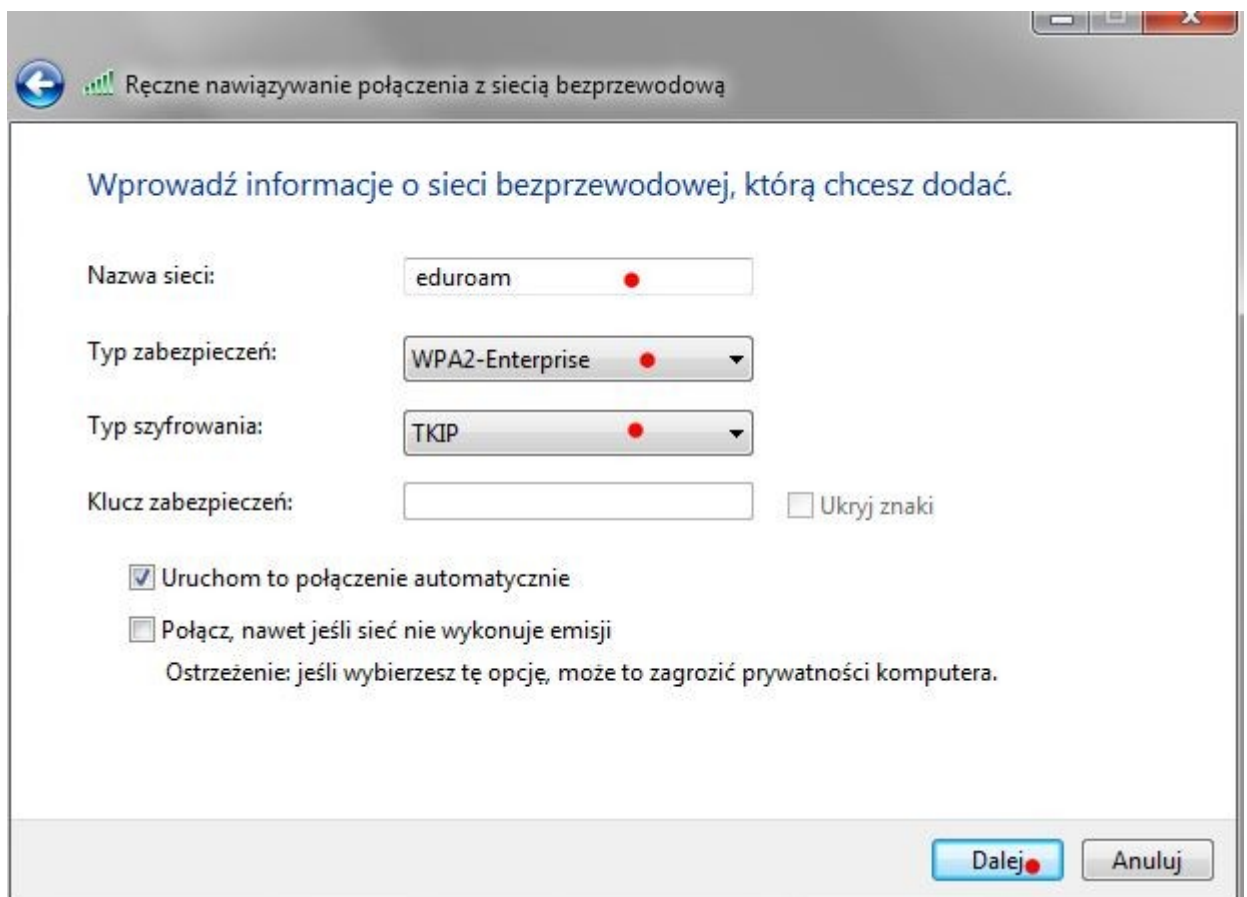 Ręczne nawiązywanie połączenia z siecią bezprzewodową
Wprowadź informacje o sieci bezprzewodowej, którą chcesz dodać.
Nazwa sieci: eduroam
Typ zabezpieczeń: WPA2-Enterprise
Typ szyfrowania: TKIP
Klucz zabezpieczeń: Ukryj znaki
Uruchom to połączenie automatycznie
Połącz, nawet jeśli sieć nie wykonuje emisji
Ostrzeżenie: jeśli wybierzesz tę opcję, może to zagrozić prywatności komputera.
Dalej Anuluj